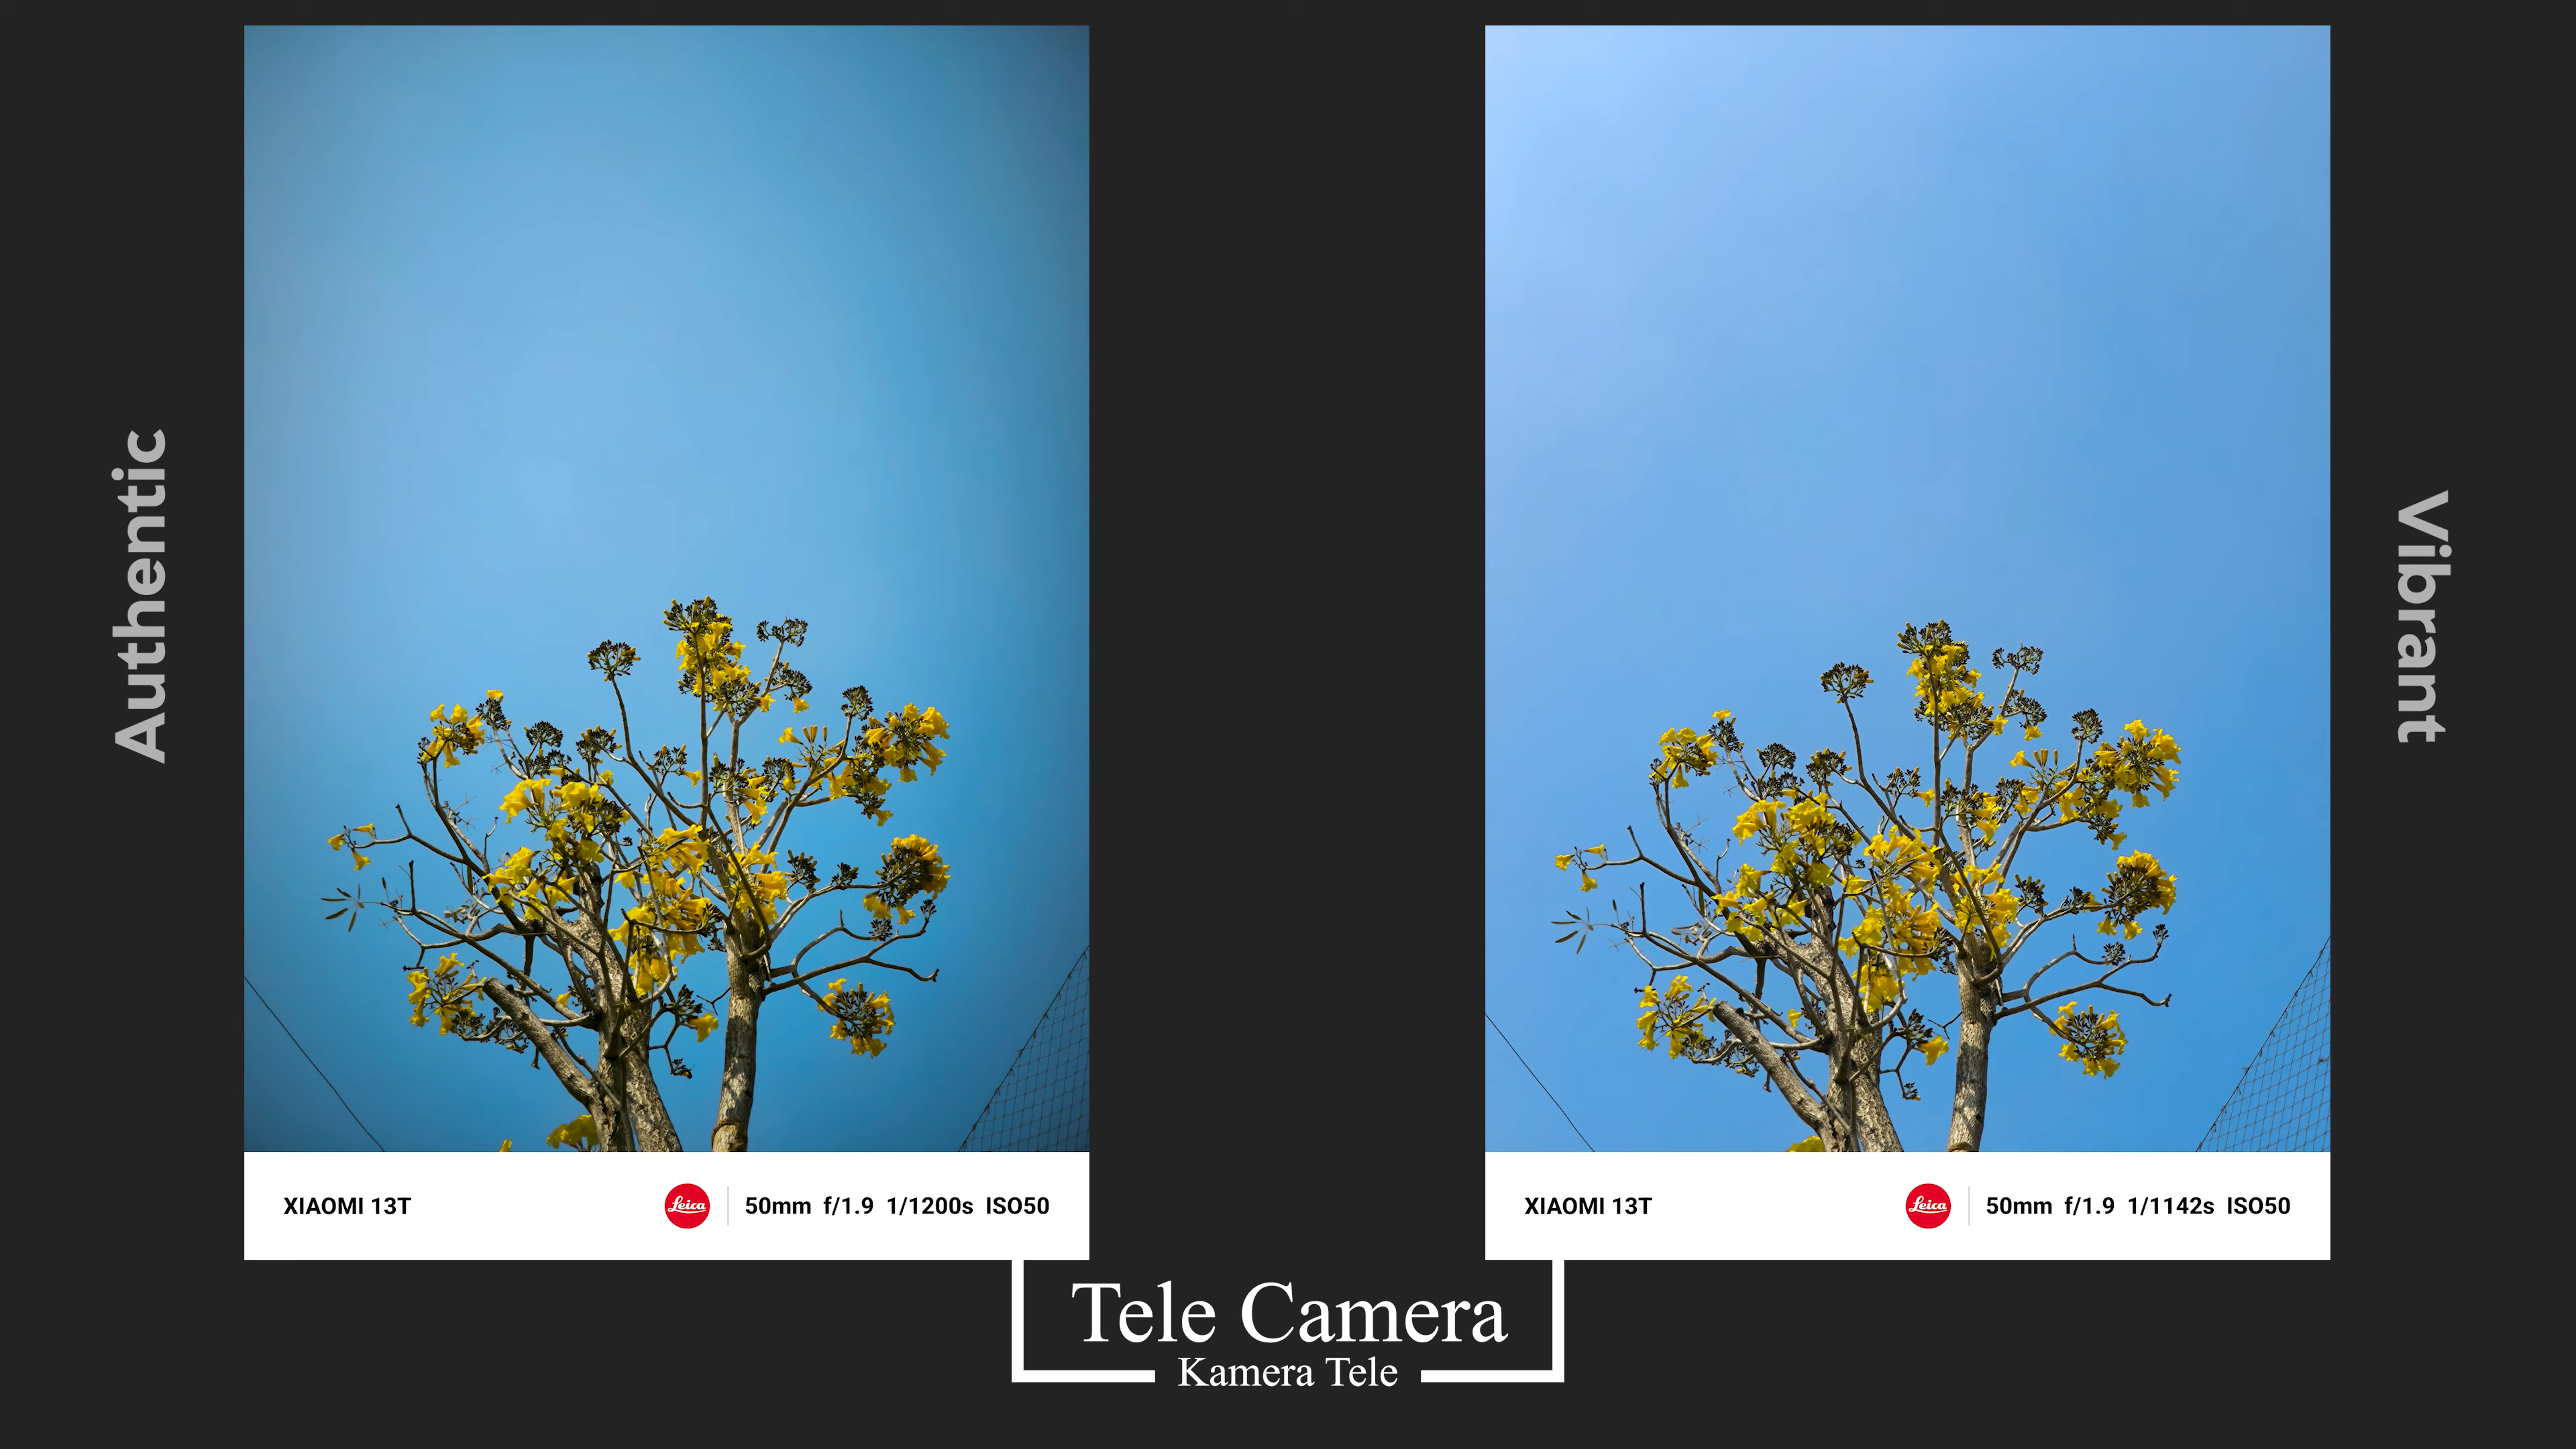 Authentic
Vibrant
XIAOMI 13T
Leica
50mm f/1.9 1/1200s ISO50
XIAOMI 13T
Leica
50mm f/1.9 1/1142s ISO50
Tele Camera
Kamera Tele